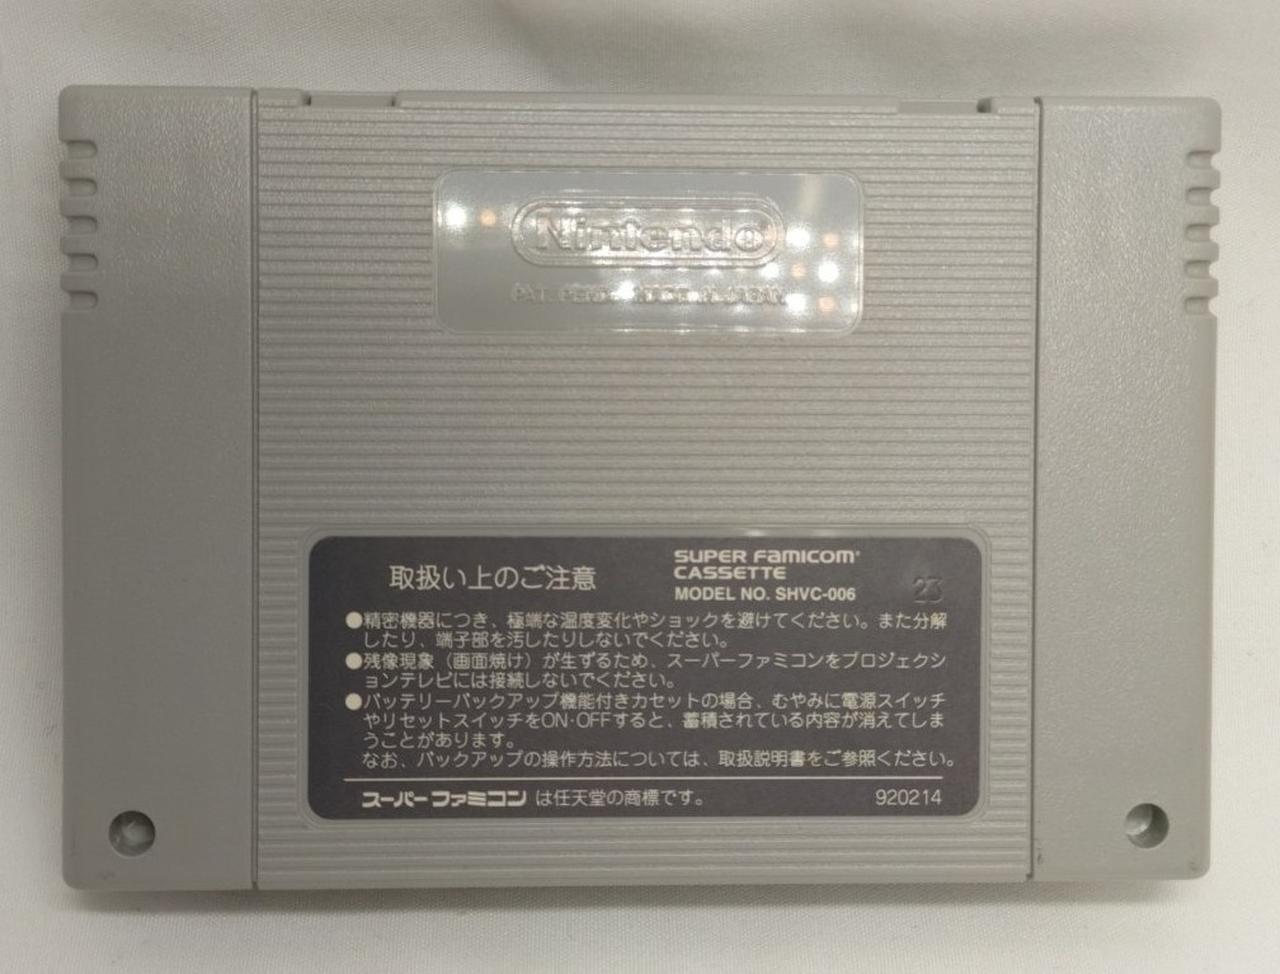 Nintendo
PAT. PEND. MADE IN JAPAN
取扱い上のご注意
SUPER FAMICOM
CASSETTE
MODEL NO. SHVC-006
23
●精密機器につき、極端な温度変化やショックを避けてください。また分解
したり、端子部を汚したりしないでください。
●残像現象（画面焼け）が生ずるため、スーパーファミコンをプロジェクシ
ョンテレビには接続しないでください。
●バッテリーバックアップ機能付きカセットの場合、むやみに電源スイッチ
やリセットスイッチをON·OFFすると、蓄積されている内容が消えてしま
うことがあります。
なお、バックアップの操作方法については、取扱説明書をご参照ください。
スーパーファミコン は任天堂の商標です。
920214